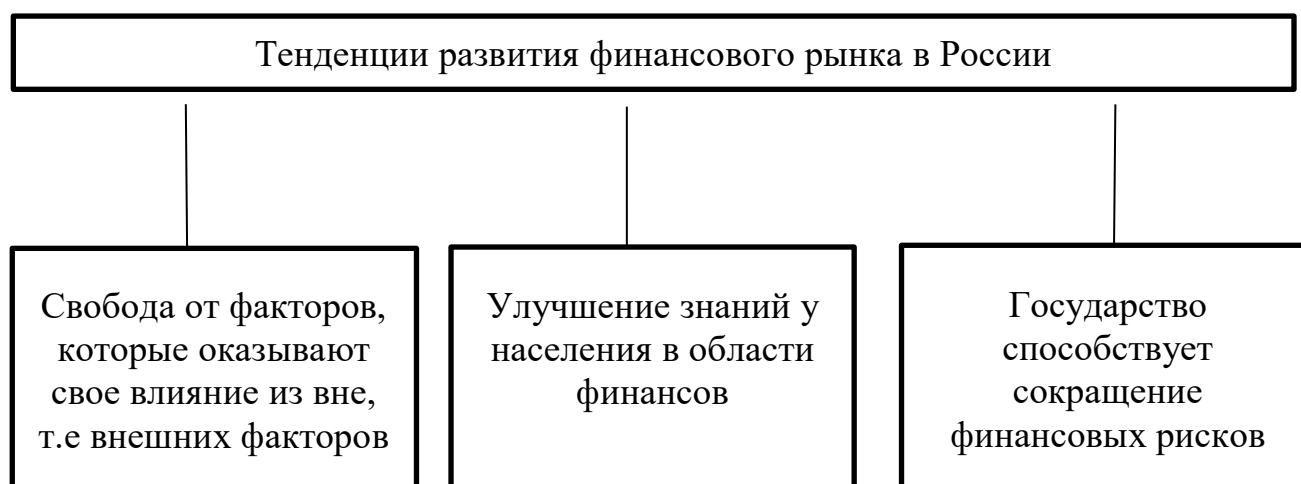 Тенденции развития финансового рынка в России
Свобода от факторов,
которые оказывают
свое влияние из вне,
т.е внешних факторов
Улучшение знаний у
населения в области
финансов
Государство
способствует
сокращение
финансовых рисков